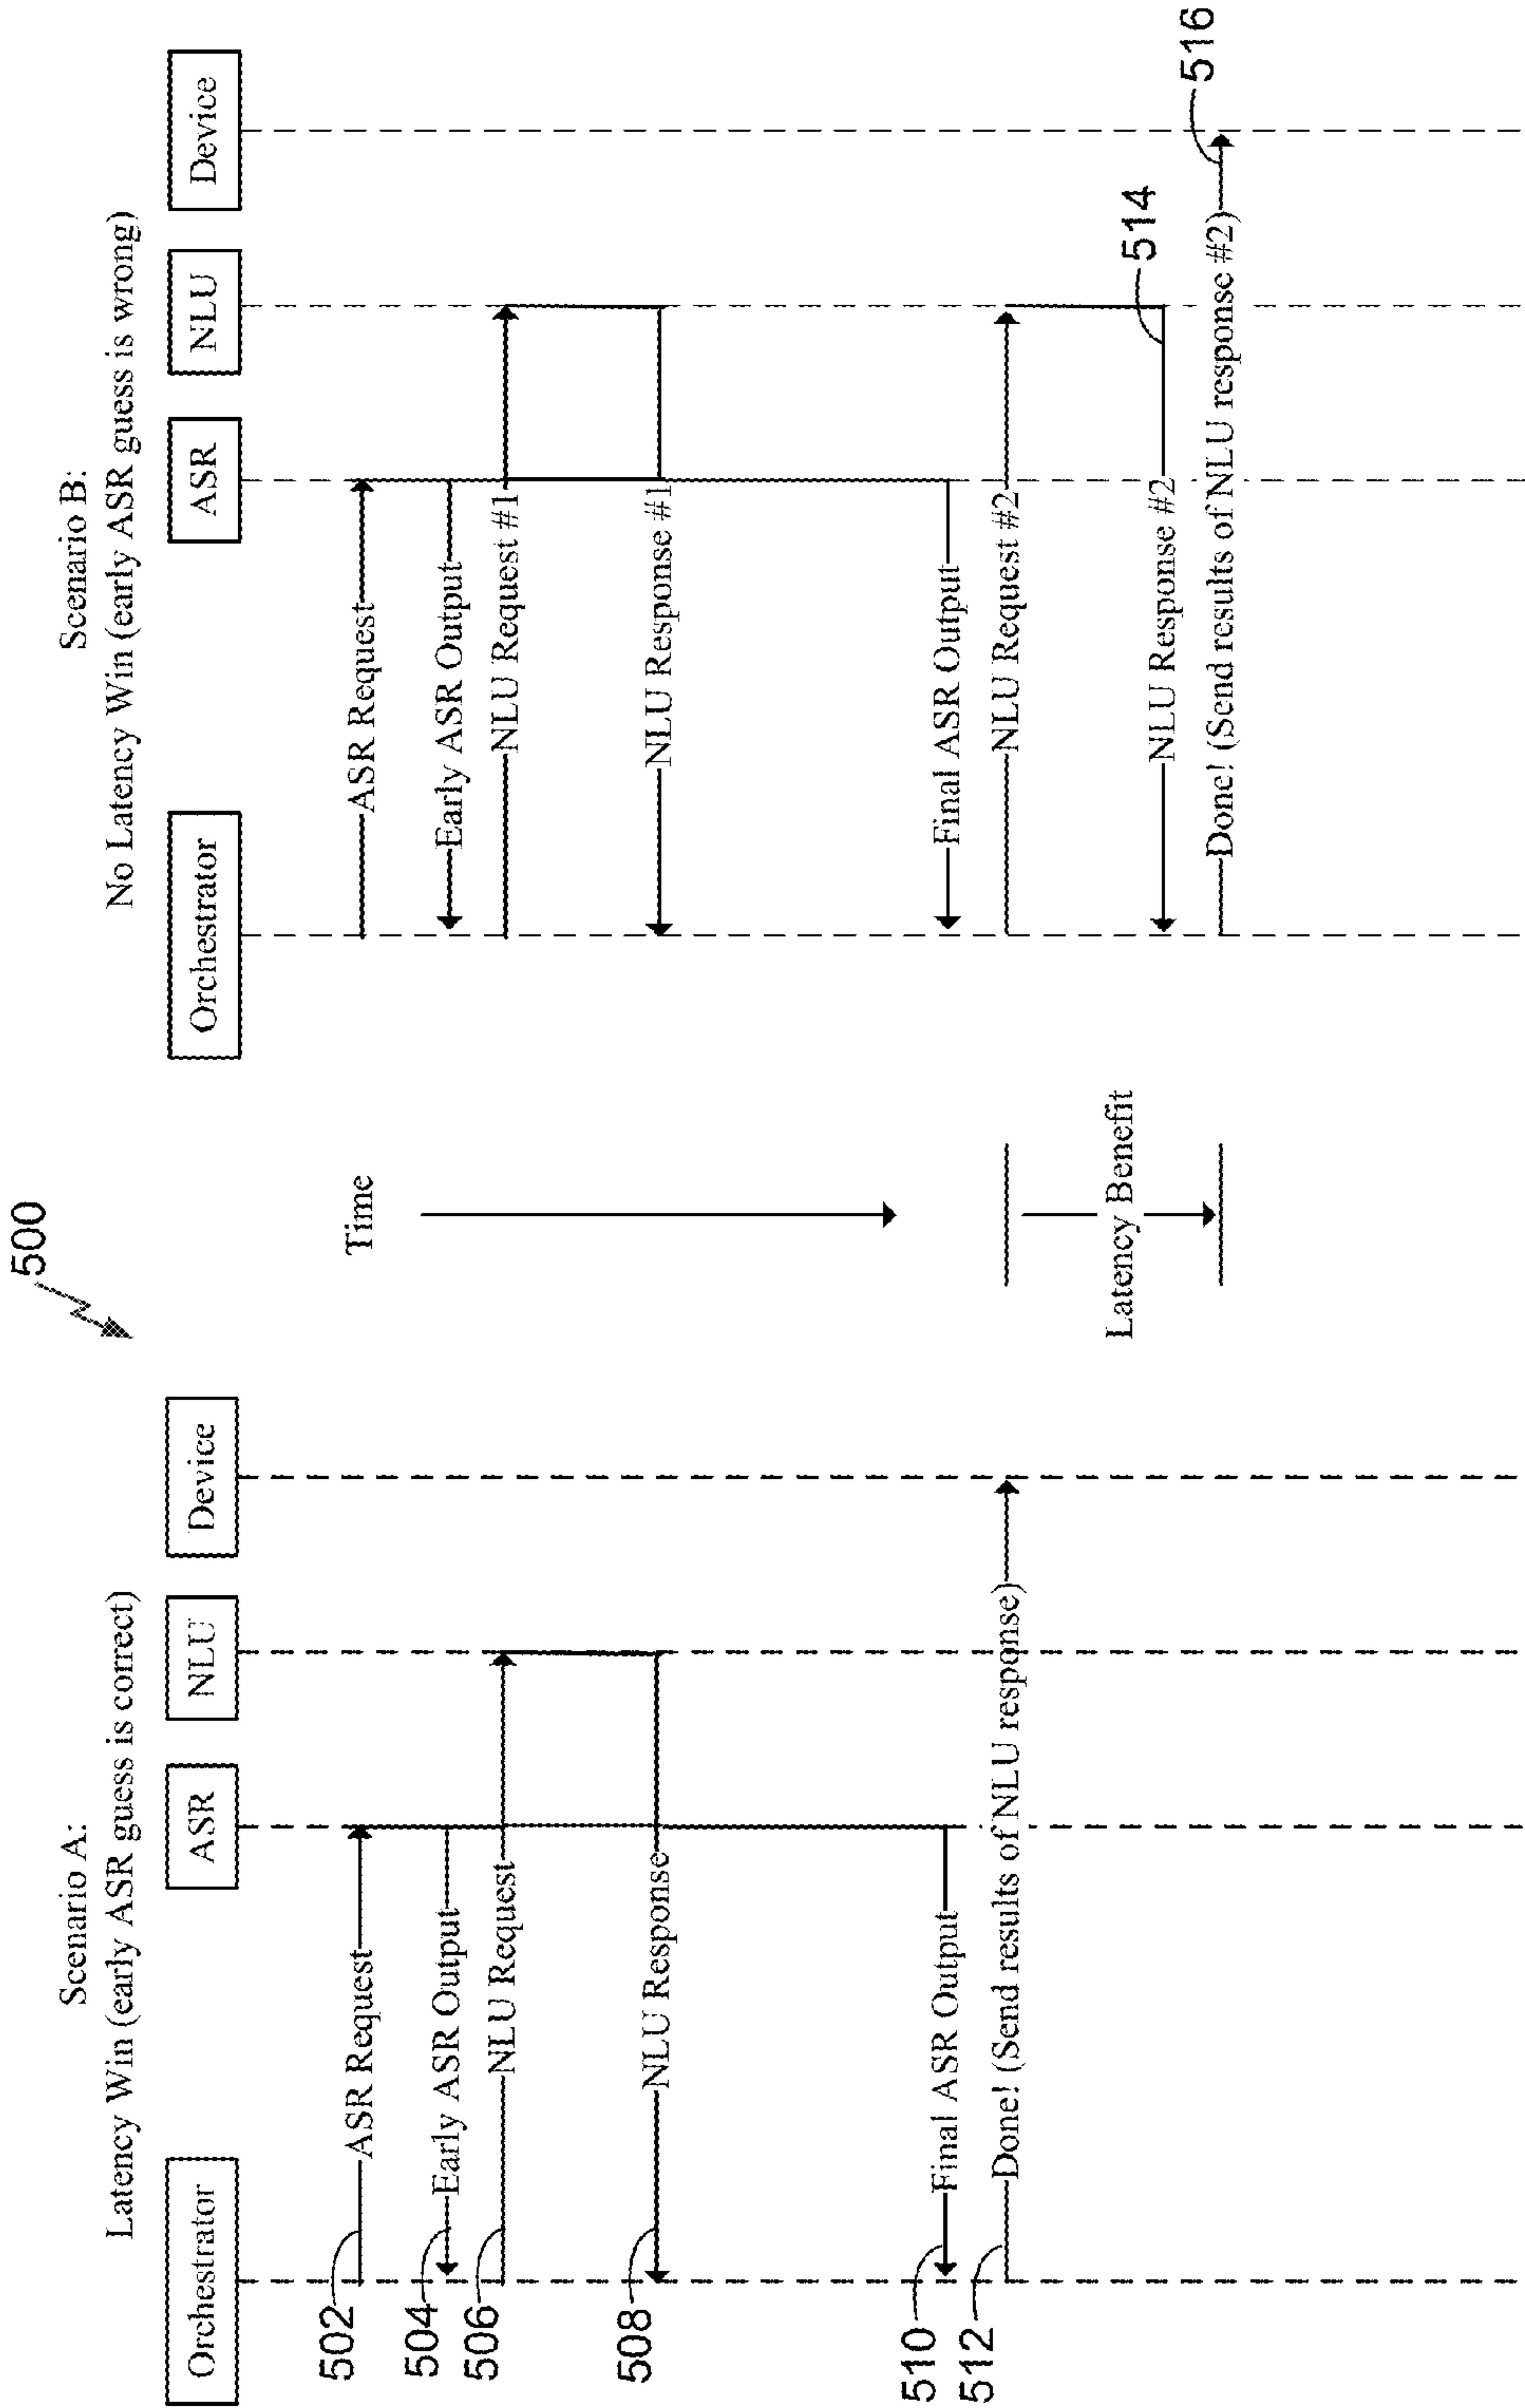 500
Scenario A:
Latency Win (early ASR guess is correct)
Orchestrator
ASR
NLU
Device
502
ASR Request
504
Early ASR Output
506
NLU Request
508
NLU Response
510
Final ASR Output
512
Done! (Send results of NLU response)
Time
Latency Benefit
Scenario B:
No Latency Win (early ASR guess is wrong)
Orchestrator
ASR
NLU
Device
ASR Request
Early ASR Output
NLU Request #1
NLU Response #1
Final ASR Output
NLU Request #2
514
NLU Response #2
516
Done! (Send results of NLU response #2)